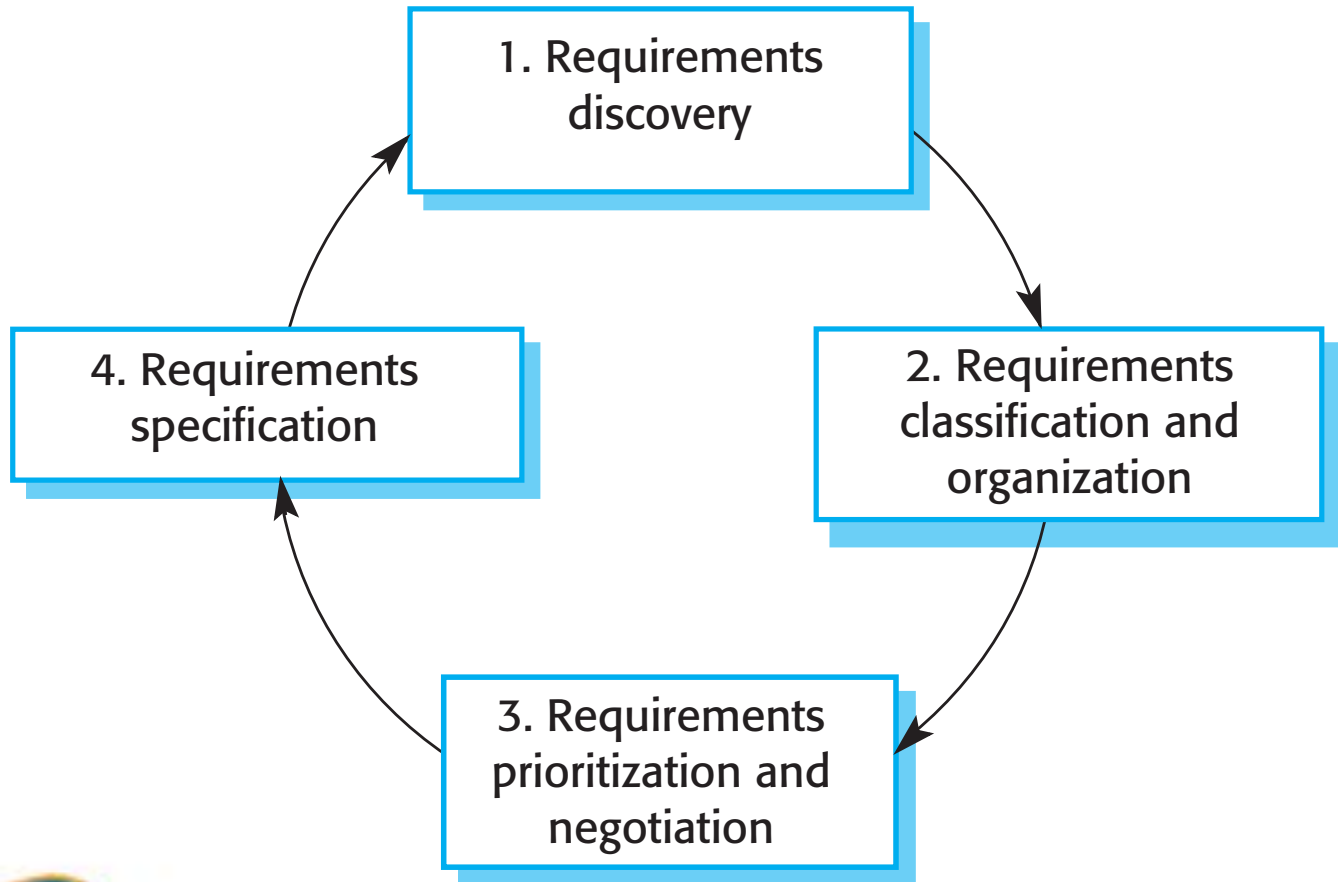 1. Requirements
discovery
2. Requirements
classification and
organization
3. Requirements
prioritization and
negotiation
4. Requirements
specification